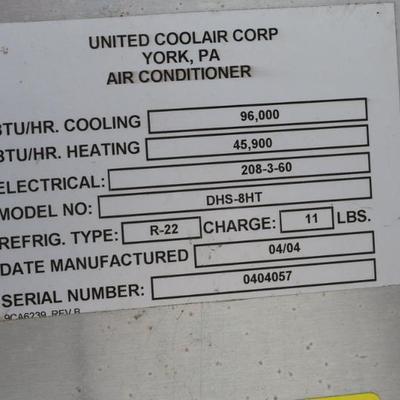 UNITED COOLAIR CORP
YORK, PA
AIR CONDITIONER
BTU/HR. COOLING 96,000
BTU/HR. HEATING 45,900
ELECTRICAL: 208-3-60
MODEL NO: DHS-8HT
REFRIG. TYPE: R-22 CHARGE: 11 LBS.
DATE MANUFACTURED 04/04
SERIAL NUMBER: 0404057
9CA6239 REV B